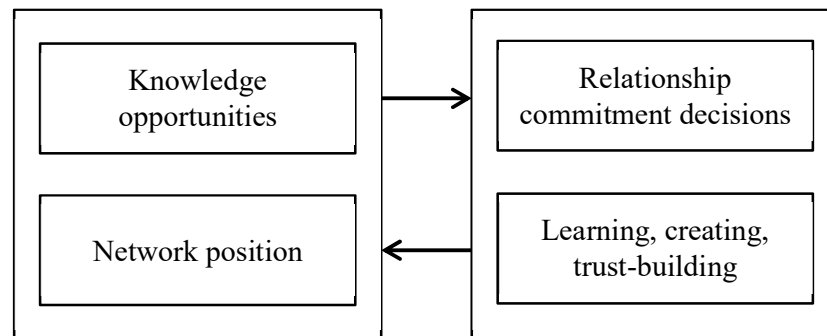 Knowledge
opportunities
Relationship
commitment decisions
Network position
Learning, creating,
trust-building